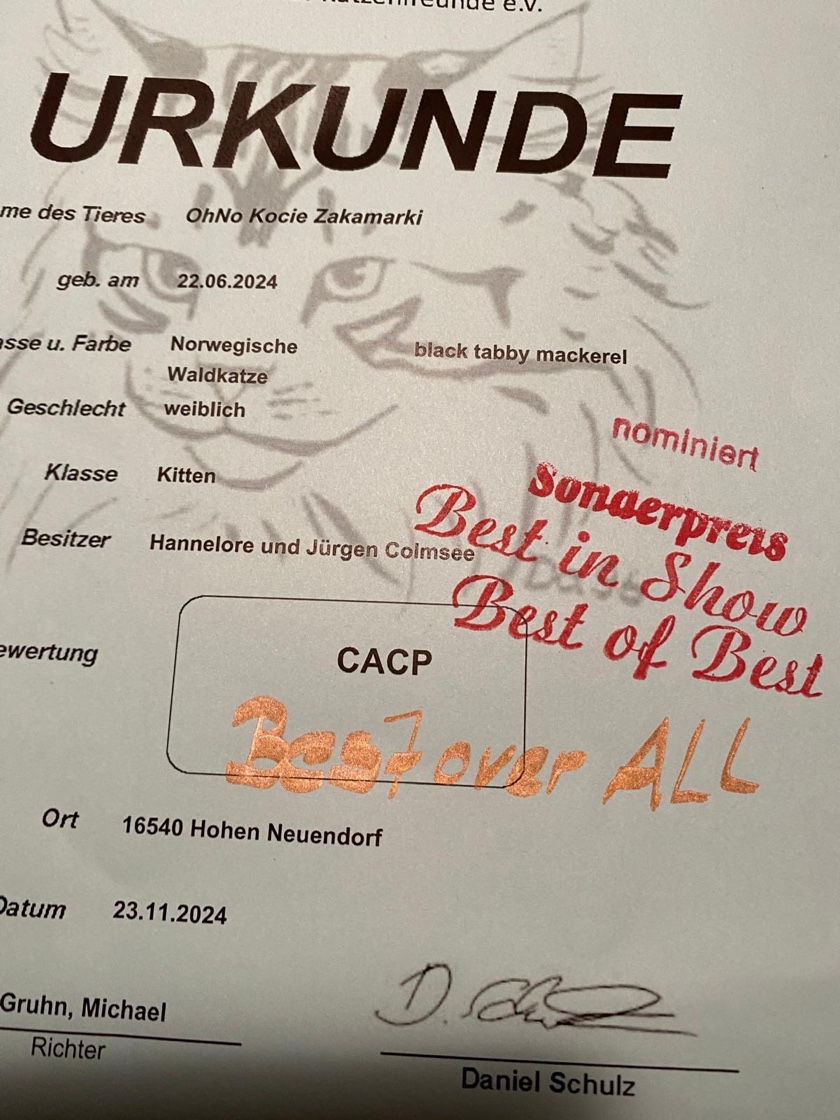 e.V.
URKUNDE
me des Tieres OhNo Kocie Zakamarki
geb. am 22.06.2024
asse u. Farbe Norwegische black tabby mackerel
Waldkatze
Geschlecht weiblich
nominiert
Klasse Kitten
Sonderpreis
Besitzer Hannelore und Jürgen Colmsee
Best in Show
Best of Best
ewertung CACP
Best over ALL
Ort 16540 Hohen Neuendorf
Datum 23.11.2024
D. Sch
Gruhn, Michael
Richter
Daniel Schulz